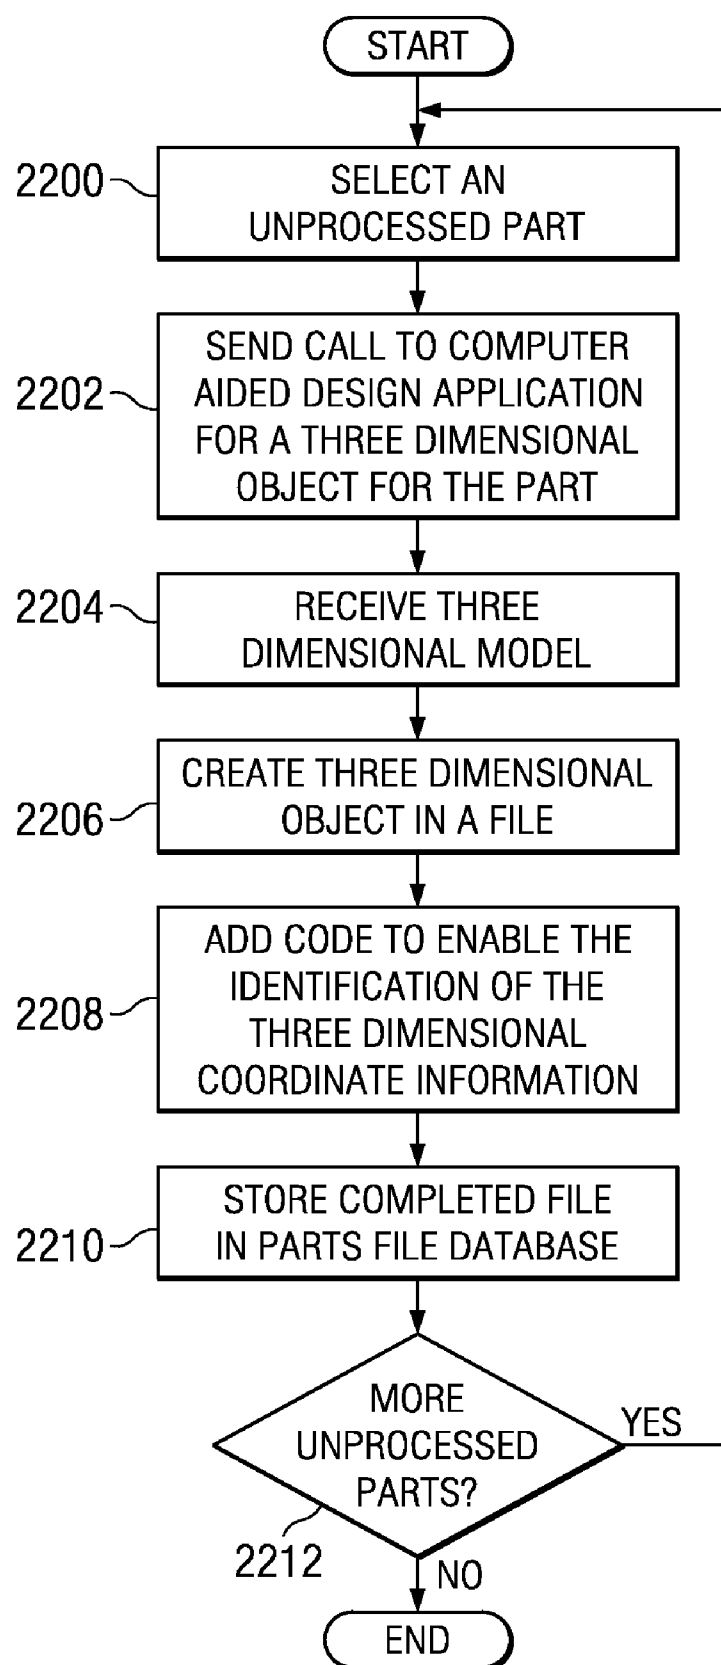 START
2200
SELECT AN
UNPROCESSED PART
2202
SEND CALL TO COMPUTER
AIDED DESIGN APPLICATION
FOR A THREE DIMENSIONAL
OBJECT FOR THE PART
2204
RECEIVE THREE
DIMENSIONAL MODEL
2206
CREATE THREE DIMENSIONAL
OBJECT IN A FILE
2208
ADD CODE TO ENABLE THE
IDENTIFICATION OF THE
THREE DIMENSIONAL
COORDINATE INFORMATION
2210
STORE COMPLETED FILE
IN PARTS FILE DATABASE
MORE
UNPROCESSED
PARTS?
YES
2212
NO
END